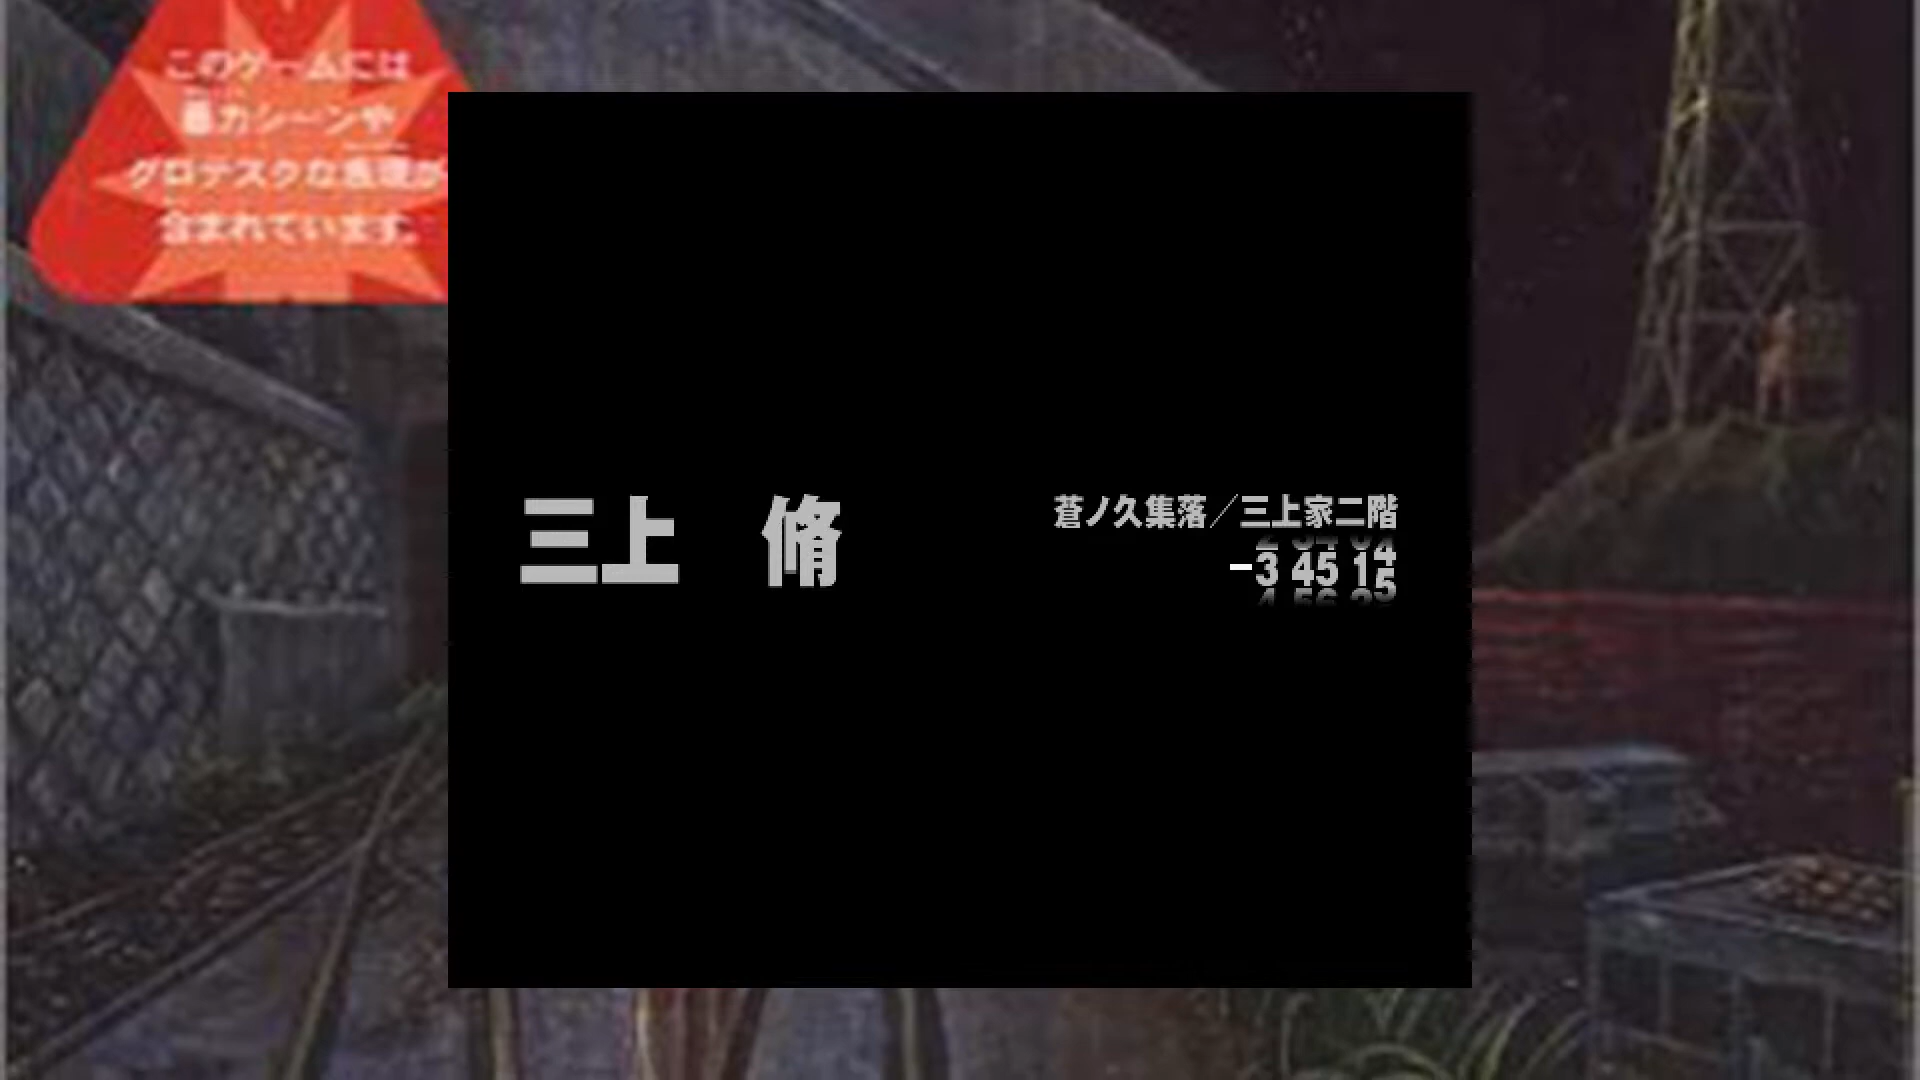 このゲームには
暴力シーンや
グロテスクな表現が
含まれています。
三上 脩
蒼ノ久集落／三上家二階
-3 45 14